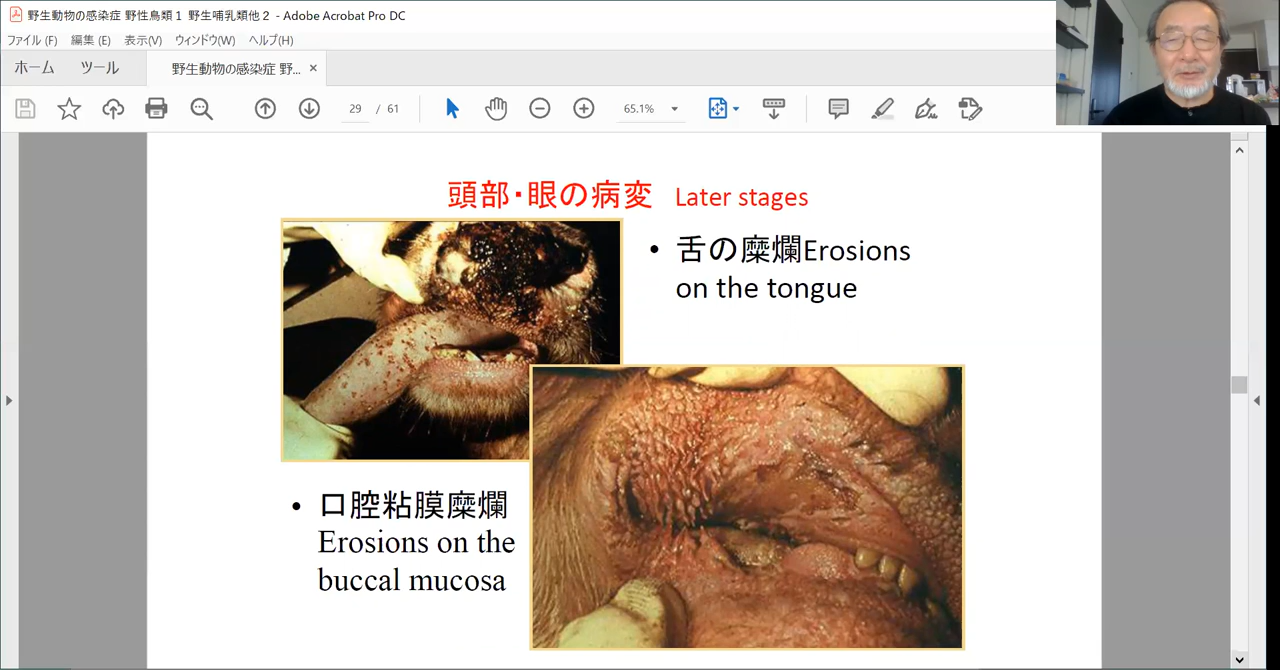 野生動物の感染症 野性鳥類１ 野生哺乳類他２ - Adobe Acrobat Pro DC
ファイル(F) 編集(E) 表示(V) ウィンドウ(W) ヘルプ(H)
ホーム ツール 野生動物の感染症 野... ×
29 / 61 65.1%
頭部・眼の病変 Later stages
• 舌の糜爛Erosions
on the tongue
• 口腔粘膜糜爛
Erosions on the
buccal mucosa